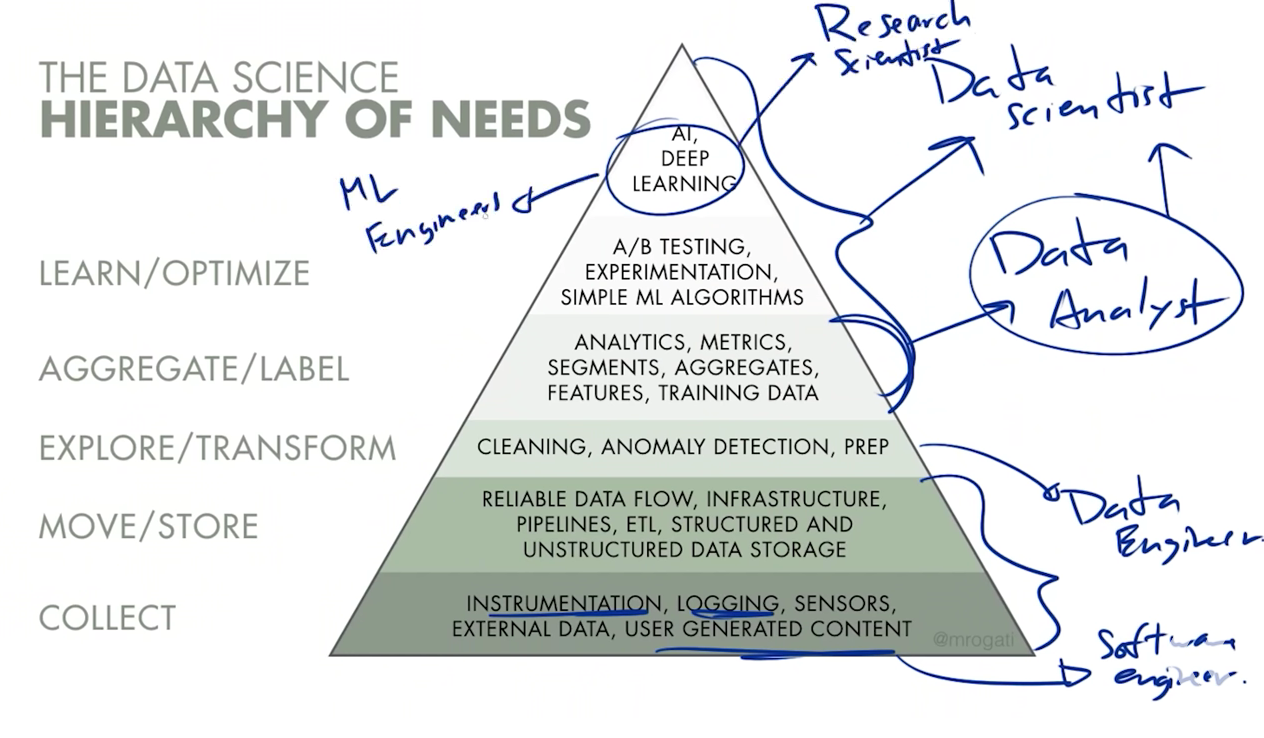 THE DATA SCIENCE
HIERARCHY OF NEEDS
Research
Scientist
Data
scientist
AI,
DEEP
LEARNING
ML
Engineers
LEARN/OPTIMIZE
A/B TESTING,
EXPERIMENTATION,
SIMPLE ML ALGORITHMS
Data
Analyst
AGGREGATE/LABEL
ANALYTICS, METRICS,
SEGMENTS, AGGREGATES,
FEATURES, TRAINING DATA
EXPLORE/TRANSFORM
CLEANING, ANOMALY DETECTION, PREP
Data
Engineer.
MOVE/STORE
RELIABLE DATA FLOW, INFRASTRUCTURE,
PIPELINES, ETL, STRUCTURED AND
UNSTRUCTURED DATA STORAGE
COLLECT
INSTRUMENTATION, LOGGING, SENSORS,
EXTERNAL DATA, USER GENERATED CONTENT
@mrogati
Software
engineer.